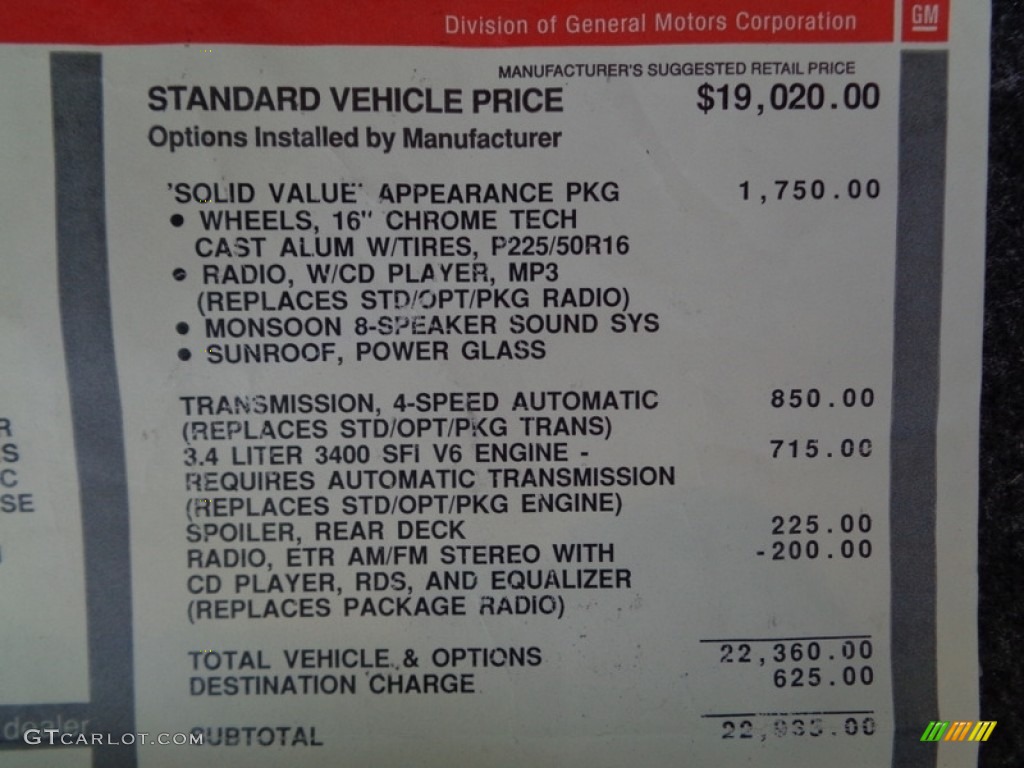 Division of General Motors Corporation
GM
MANUFACTURER'S SUGGESTED RETAIL PRICE
STANDARD VEHICLE PRICE $19,020.00
Options Installed by Manufacturer
'SOLID VALUE' APPEARANCE PKG 1,750.00
• WHEELS, 16" CHROME TECH
CAST ALUM W/TIRES, P225/50R16
• RADIO, W/CD PLAYER, MP3
(REPLACES STD/OPT/PKG RADIO)
• MONSOON 8-SPEAKER SOUND SYS
• SUNROOF, POWER GLASS
TRANSMISSION, 4-SPEED AUTOMATIC 850.00
(REPLACES STD/OPT/PKG TRANS)
3.4 LITER 3400 SFI V6 ENGINE - 715.00
REQUIRES AUTOMATIC TRANSMISSION
(REPLACES STD/OPT/PKG ENGINE)
SPOILER, REAR DECK 225.00
RADIO, ETR AM/FM STEREO WITH -200.00
CD PLAYER, RDS, AND EQUALIZER
(REPLACES PACKAGE RADIO)
TOTAL VEHICLE & OPTIONS 22,360.00
DESTINATION CHARGE 625.00
SUBTOTAL
R
S
C
SE
dealer
GTCARLOT.COM